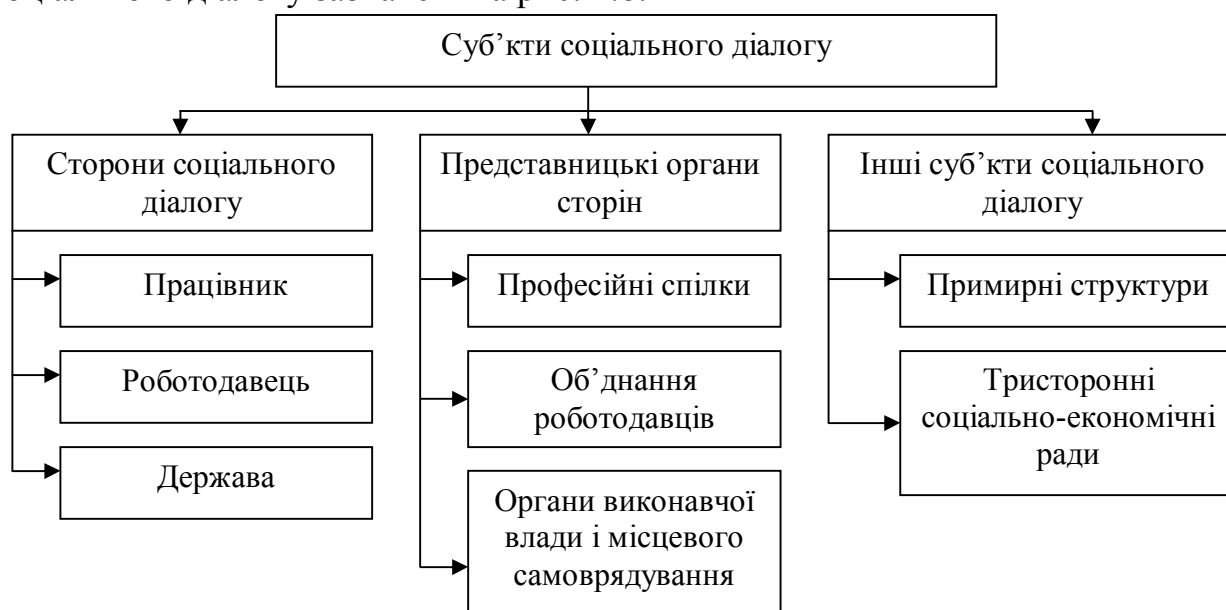 Суб’кти соціального діалогу
Сторони соціального
діалогу
Працівник
Роботодавець
Держава
Представницькі органи
сторін
Професійні спілки
Об’днання
роботодавців
Органи виконавчої
влади і місцевого
самоврядування
Інші суб’кти соціального
діалогу
Примирні структури
Тристоронні
соціально-економічні
ради